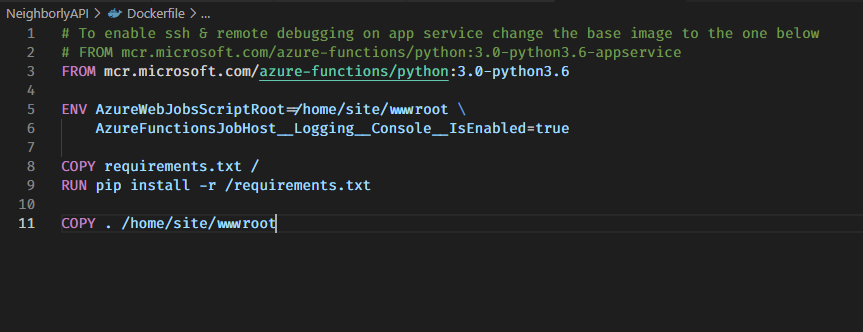 NeighborlyAPI > Dockerfile > ...
1 # To enable ssh & remote debugging on app service change the base image to the one below
2 # FROM mcr.microsoft.com/azure-functions/python:3.0-python3.6-appservice
3 FROM mcr.microsoft.com/azure-functions/python:3.0-python3.6
4
5 ENV AzureWebJobsScriptRoot=/home/site/wwwroot \
6 AzureFunctionsJobHost__Logging__Console__IsEnabled=true
7
8 COPY requirements.txt /
9 RUN pip install -r /requirements.txt
10
11 COPY . /home/site/wwwroot